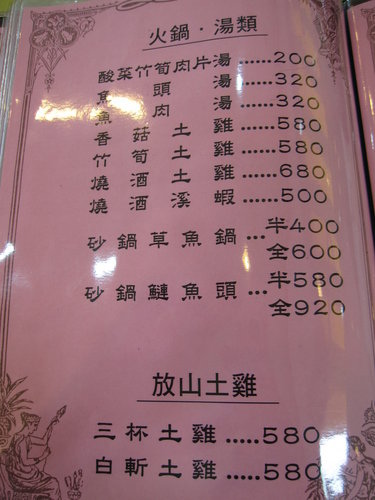 火鍋．湯類
酸菜竹筍肉片湯......200
魚頭湯......320
魚肉湯......320
香菇土雞......580
竹筍土雞......580
燒酒土雞......680
燒酒溪蝦......500
砂鍋草魚鍋...半400
全600
砂鍋鰱魚頭...半580
全920
放山土雞
三杯土雞.....580
白斬土雞.....580